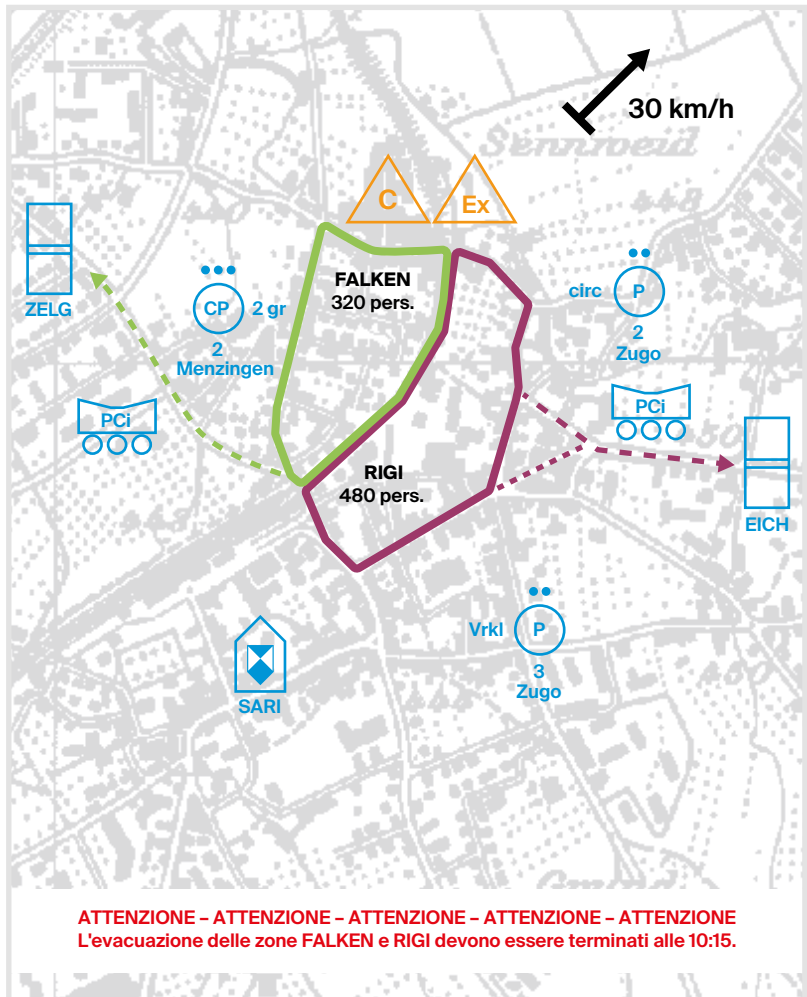 30 km/h
Sennweid
C
Ex
ZELG
FALKEN
320 pers.
CP
2 gr
2
Menzingen
circ
P
2
Zugo
PCi
PCi
RIGI
480 pers.
EICH
Vrkl
P
3
Zugo
SARI
ATTENZIONE – ATTENZIONE – ATTENZIONE – ATTENZIONE – ATTENZIONE
L'evacuazione delle zone FALKEN e RIGI devono essere terminati alle 10:15.